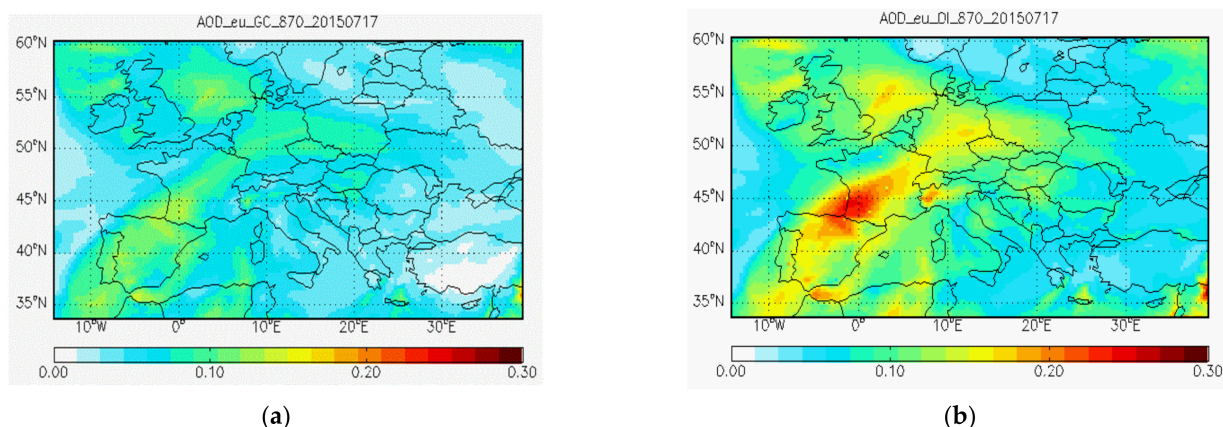 AOD_eu_GC_870_20150717
60°N
55°N
50°N
45°N
40°N
35°N
10°W 0° 10°E 20°E 30°E
0.00 0.10 0.20 0.30
(a)
AOD_eu_DI_870_20150717
60°N
55°N
50°N
45°N
40°N
35°N
10°W 0° 10°E 20°E 30°E
0.00 0.10 0.20 0.30
(b)